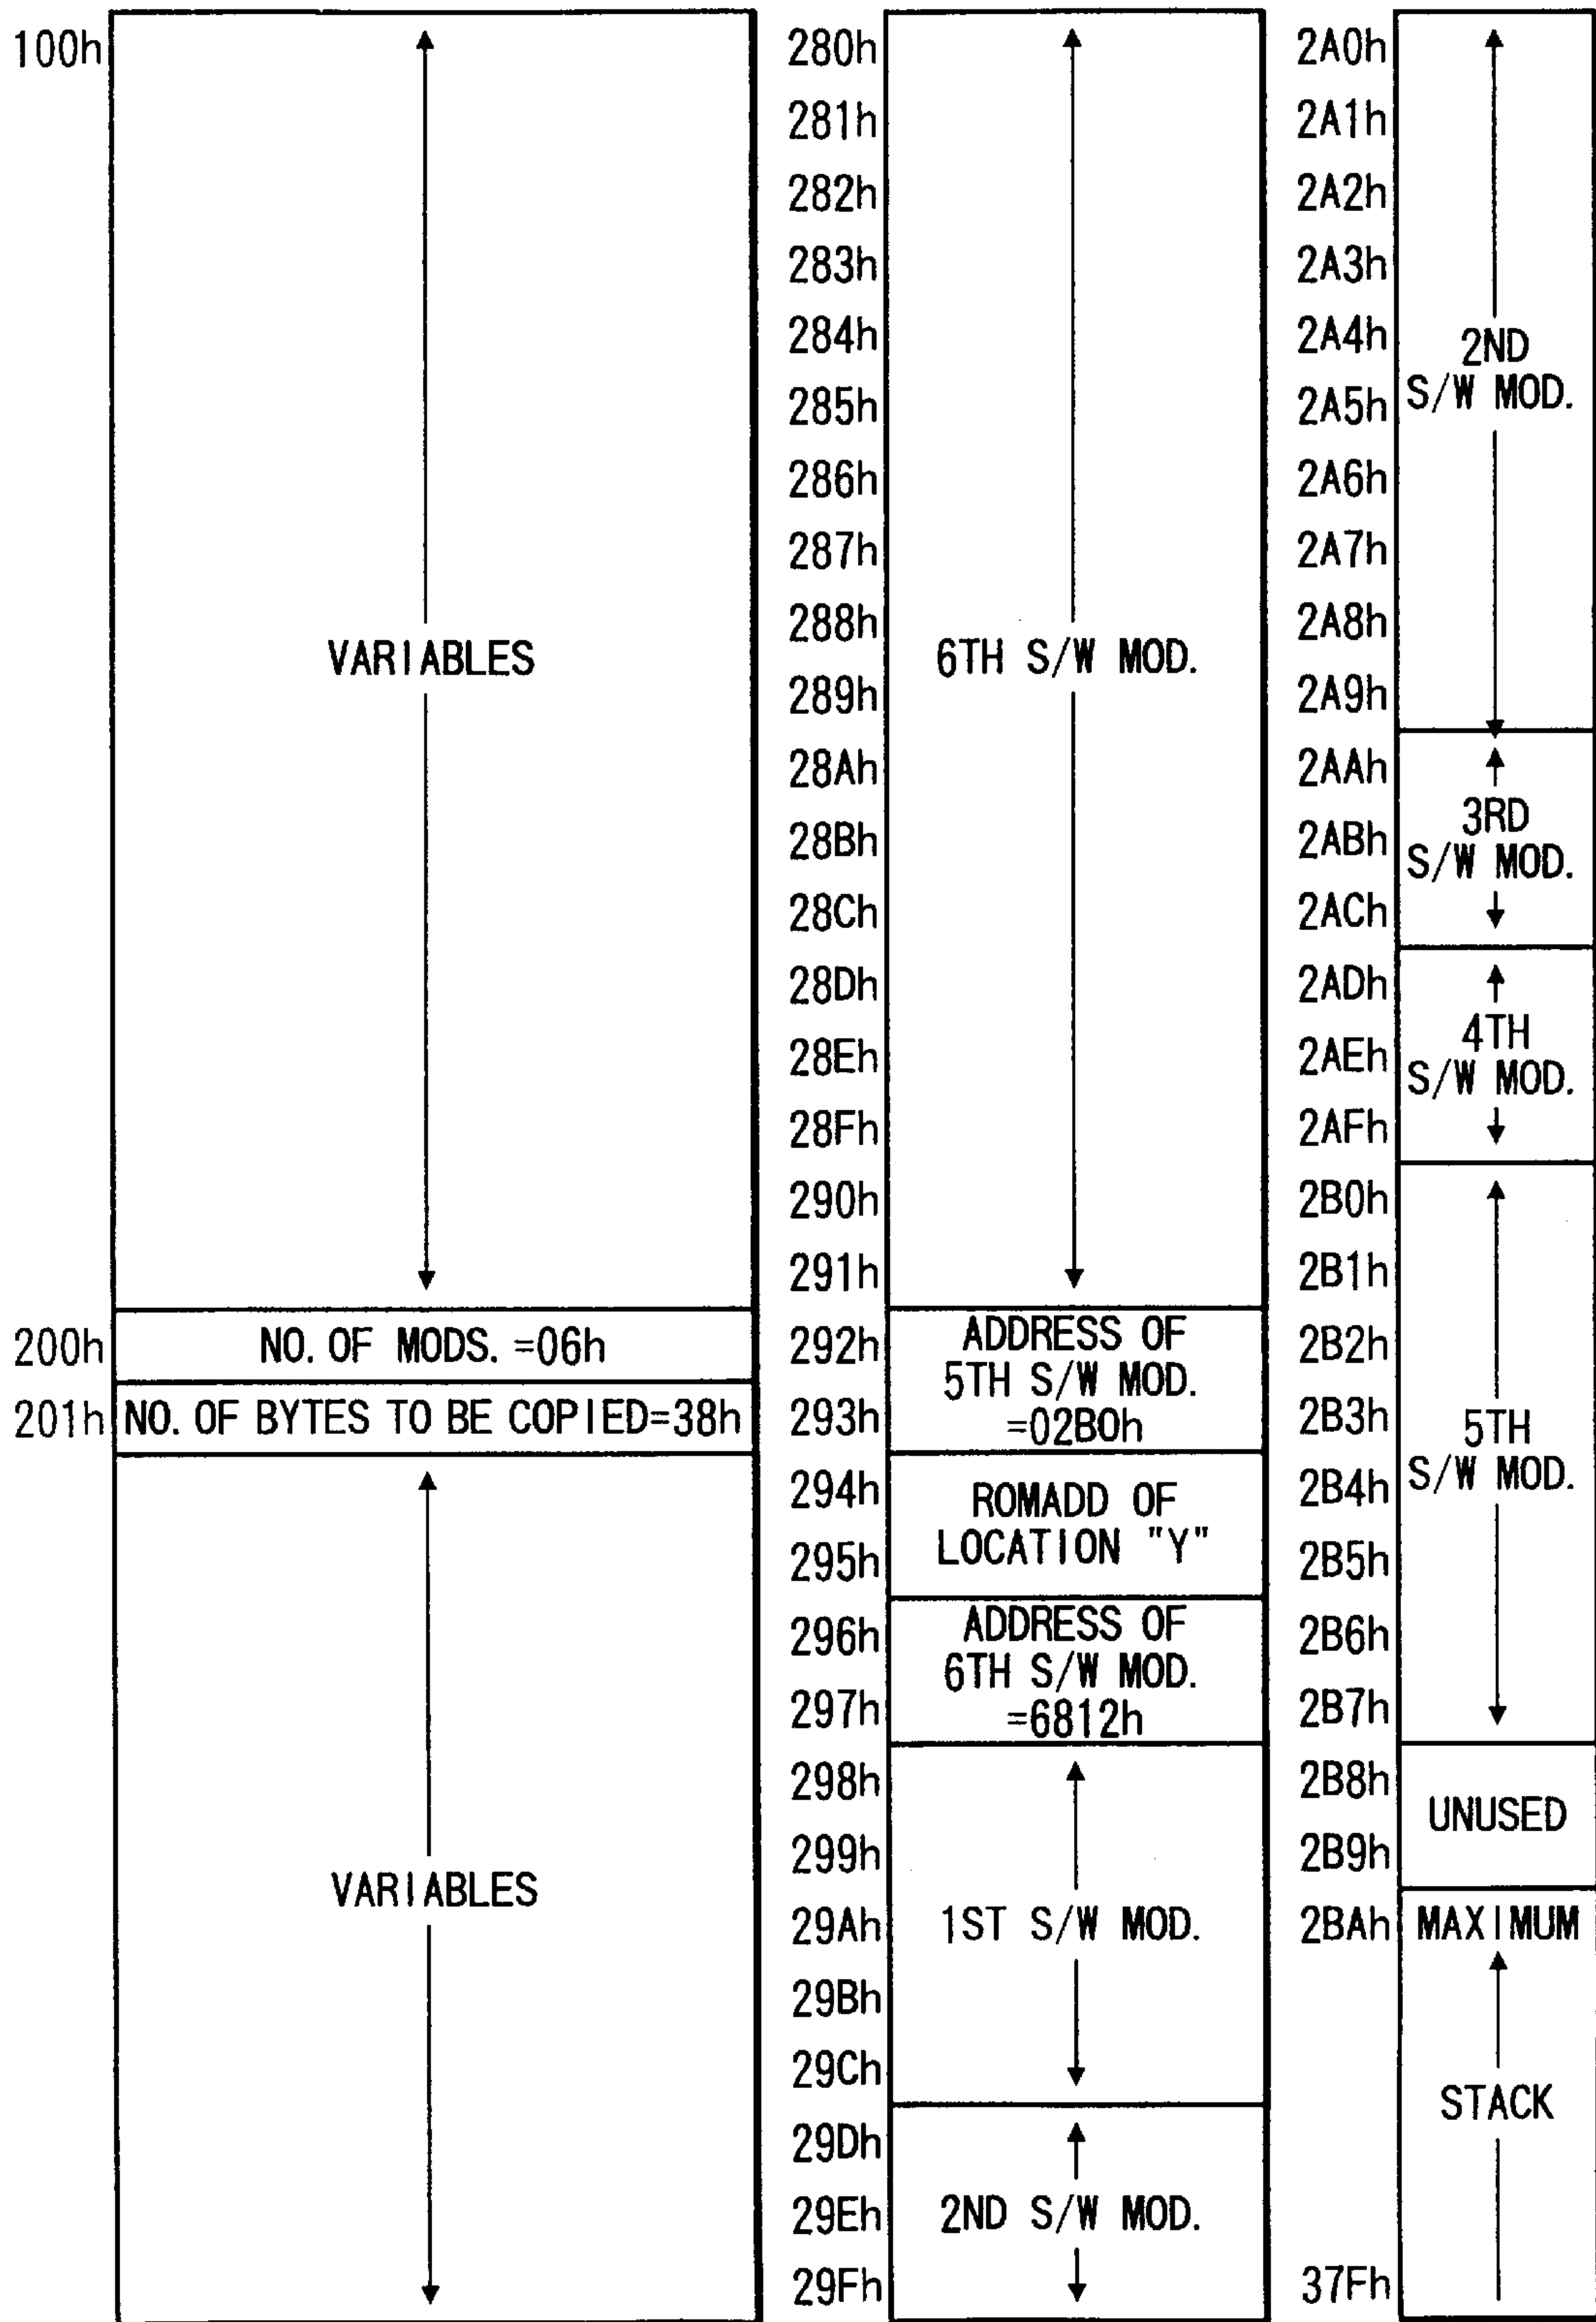 100h
VARIABLES
200h
NO. OF MODS. =06h
201h
NO. OF BYTES TO BE COPIED=38h
VARIABLES
280h
281h
282h
283h
284h
285h
286h
287h
288h
289h
28Ah
28Bh
28Ch
28Dh
28Eh
28Fh
290h
291h
292h
293h
294h
295h
296h
297h
298h
299h
29Ah
29Bh
29Ch
29Dh
29Eh
29Fh
6TH S/W MOD.
ADDRESS OF
5TH S/W MOD.
=02B0h
ROMADD OF
LOCATION "Y"
ADDRESS OF
6TH S/W MOD.
=6812h
1ST S/W MOD.
2ND S/W MOD.
2A0h
2A1h
2A2h
2A3h
2A4h
2A5h
2A6h
2A7h
2A8h
2A9h
2AAh
2ABh
2ACh
2ADh
2AEh
2AFh
2B0h
2B1h
2B2h
2B3h
2B4h
2B5h
2B6h
2B7h
2B8h
2B9h
2BAh
37Fh
2ND
S/W MOD.
3RD
S/W MOD.
4TH
S/W MOD.
5TH
S/W MOD.
UNUSED
MAXIMUM
STACK